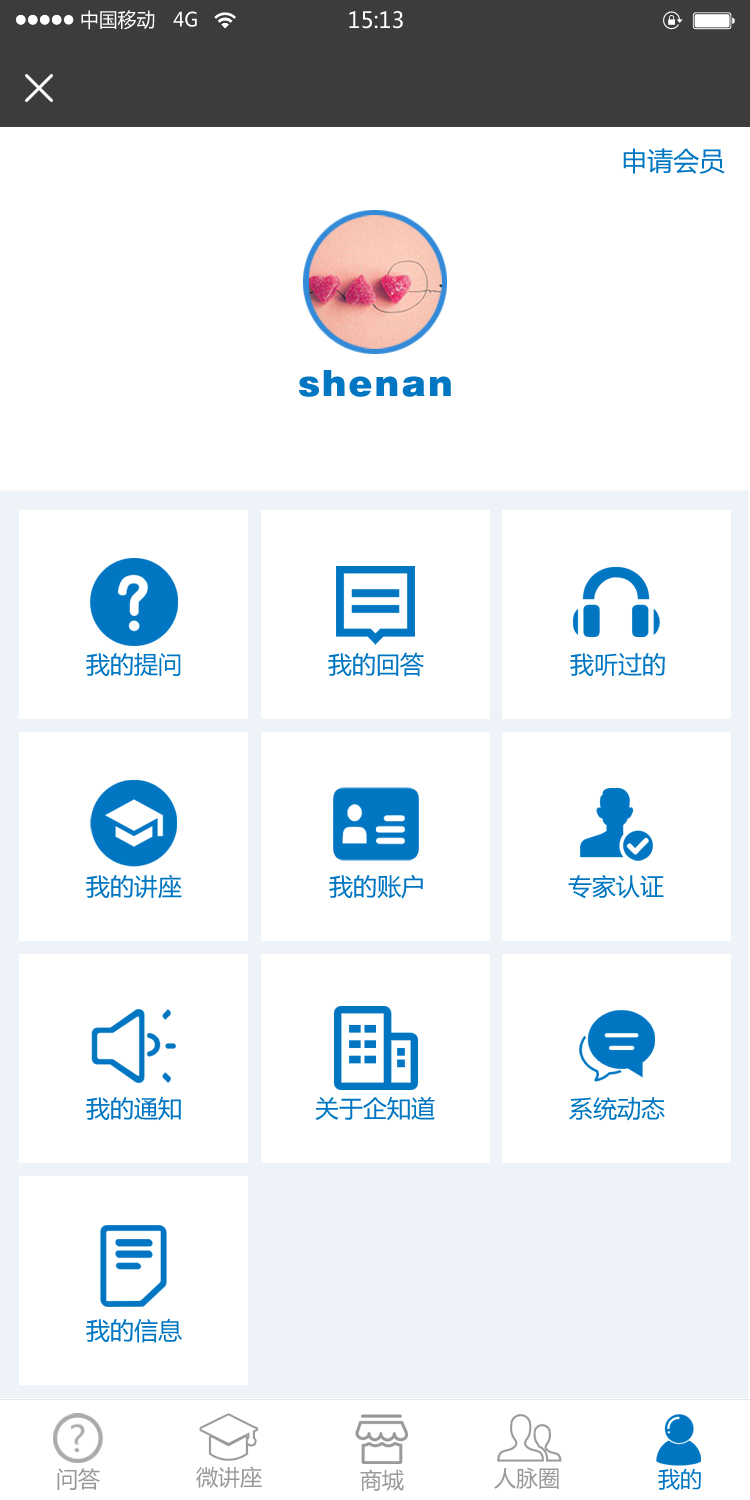 中国移动 4G 15:13
申请会员
shenan
我的提问 我的回答 我听过的
我的讲座 我的账户 专家认证
我的通知 关于企知道 系统动态
我的信息
问答 微讲座 商城 人脉圈 我的